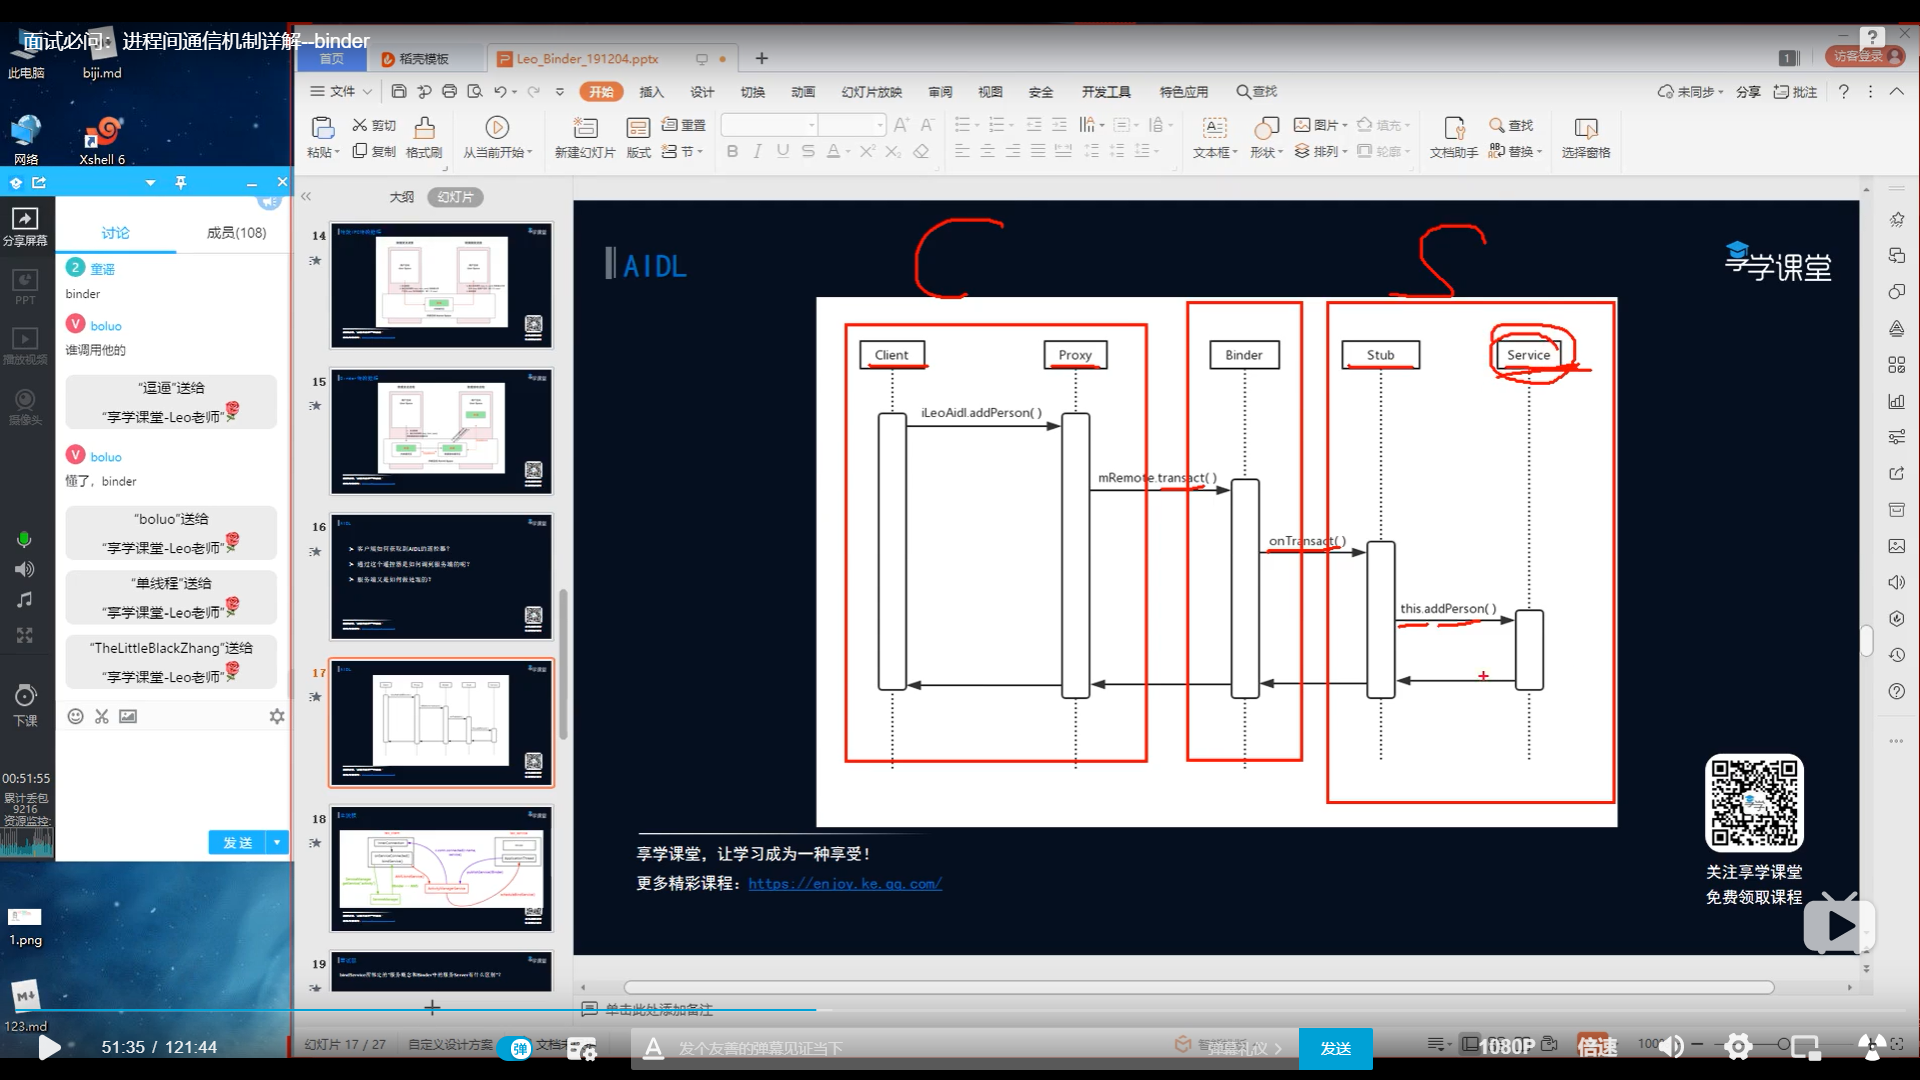 面试必问：进程间通信机制详解--binder
此电脑
biji.md
网络
Xshell 6
首页
稻壳模板
Leo_Binder_191204.pptx
访客登录
文件
开始
插入
设计
切换
动画
幻灯片放映
审阅
视图
安全
开发工具
特色应用
查找
未同步
分享
批注
粘贴
剪切
复制
格式刷
从当前开始
新建幻灯片
版式
重置
节
文本框
形状
图片
排列
填充
轮廓
文档助手
查找
替换
选择窗格
分享屏幕
PPT
播放视频
摄像头
下课
讨论
成员(108)
2 童谣
binder
V boluo
谁调用他的
“逗逼”送给
“享学课堂-Leo老师”
V boluo
懂了，binder
“boluo”送给
“享学课堂-Leo老师”
“单线程”送给
“享学课堂-Leo老师”
“TheLittleBlackZhang”送给
“享学课堂-Leo老师”
00:51:55
累计丢包
9216
资源监控:
发送
1.png
123.md
大纲
幻灯片
14
15
16
AIDL
17
18
19
AIDL
C
S
享学课堂
Client
Proxy
Binder
Stub
Service
iLeoAidl.addPerson( )
mRemote.transact( )
onTransact( )
this.addPerson( )
享学课堂，让学习成为一种享受！
更多精彩课程：https://enjoy.ke.qq.com/
关注享学课堂
免费领取课程
单击此处添加备注
51:35 / 121:44
幻灯片 17 / 27
自定义设计方案
弹
发个友善的弹幕见证当下
弹幕礼仪 >
发送
1080P
倍速